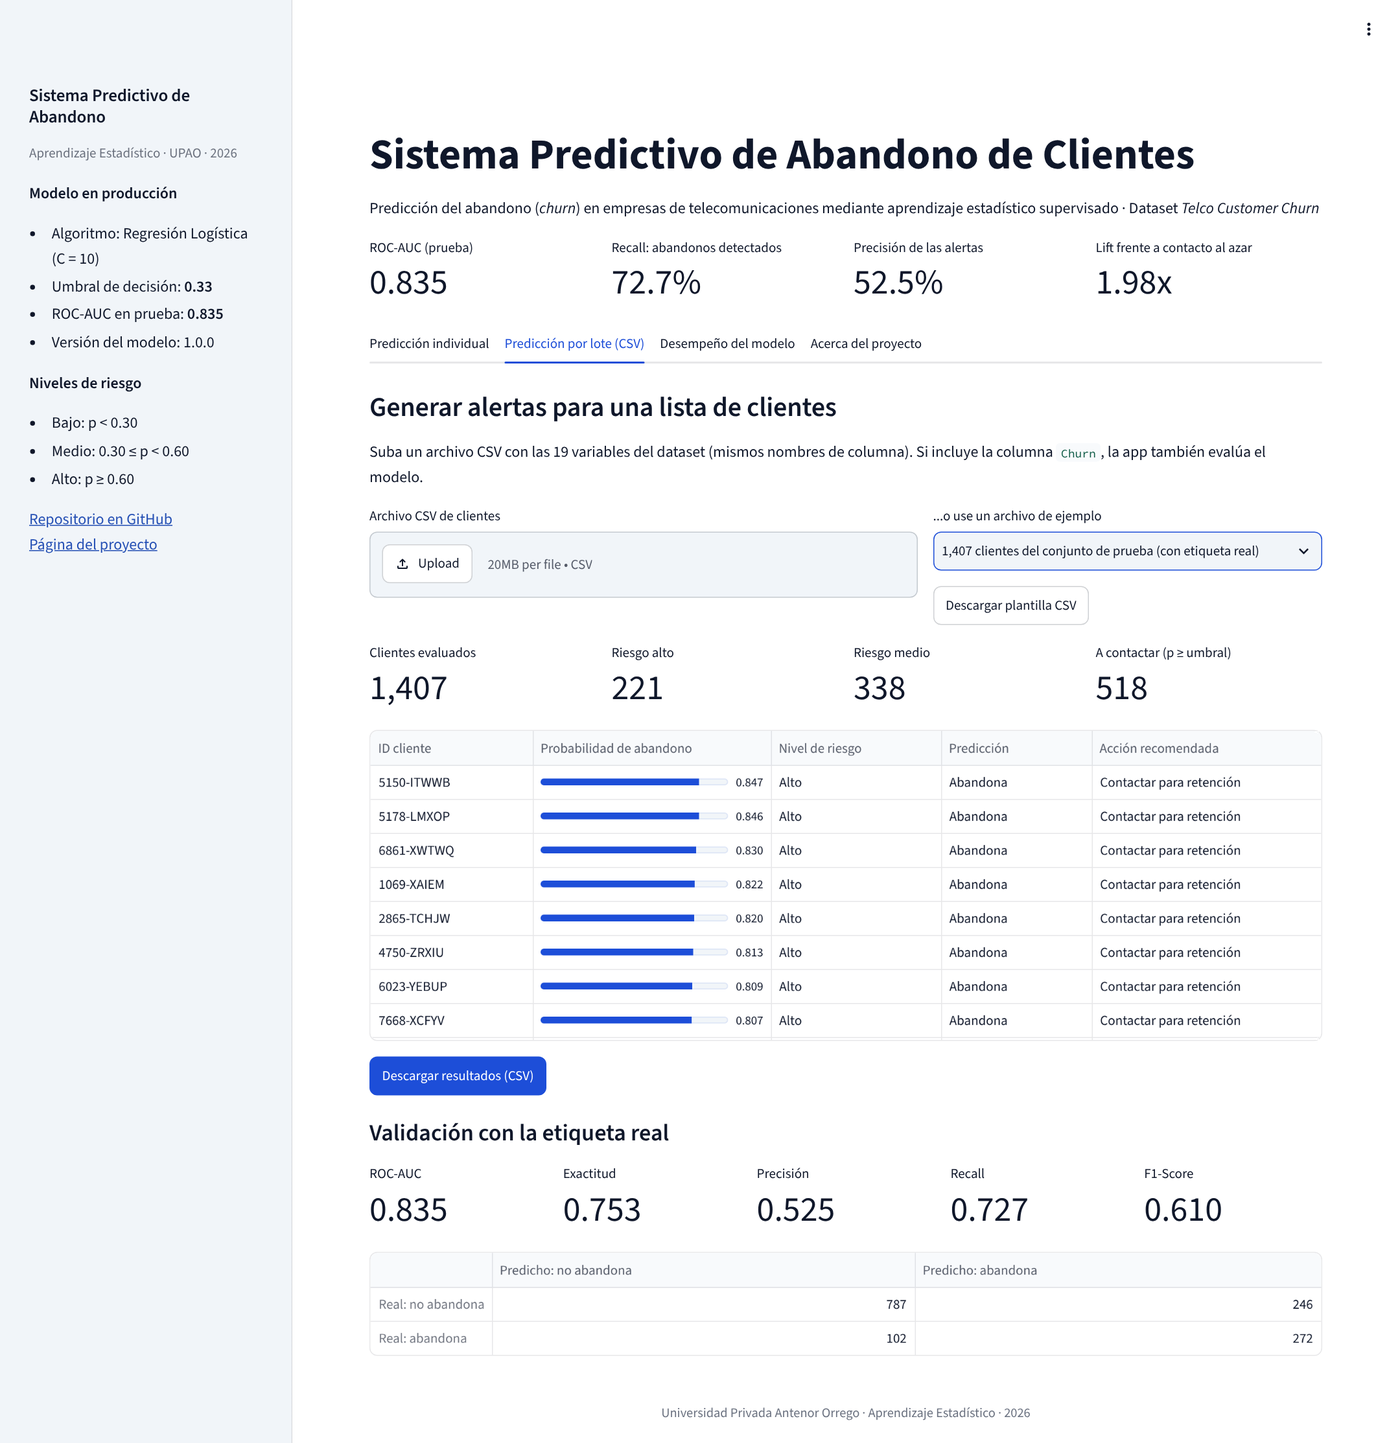 Sistema Predictivo de
Abandono
Aprendizaje Estadístico · UPAO · 2026
Modelo en producción
• Algoritmo: Regresión Logística
(C = 10)
• Umbral de decisión: 0.33
• ROC-AUC en prueba: 0.835
• Versión del modelo: 1.0.0
Niveles de riesgo
• Bajo: p < 0.30
• Medio: 0.30 ≤ p < 0.60
• Alto: p ≥ 0.60
Repositorio en GitHub
Página del proyecto
Sistema Predictivo de Abandono de Clientes
Predicción del abandono (churn) en empresas de telecomunicaciones mediante aprendizaje estadístico supervisado · Dataset Telco Customer Churn
ROC-AUC (prueba) Recall: abandonos detectados Precisión de las alertas Lift frente a contacto al azar
0.835 72.7% 52.5% 1.98x
Predicción individual Predicción por lote (CSV) Desempeño del modelo Acerca del proyecto
Generar alertas para una lista de clientes
Suba un archivo CSV con las 19 variables del dataset (mismos nombres de columna). Si incluye la columna Churn , la app también evalúa el
modelo.
Archivo CSV de clientes ...o use un archivo de ejemplo
Upload 20MB per file • CSV 1,407 clientes del conjunto de prueba (con etiqueta real)
Descargar plantilla CSV
Clientes evaluados Riesgo alto Riesgo medio A contactar (p ≥ umbral)
1,407 221 338 518
ID cliente Probabilidad de abandono Nivel de riesgo Predicción Acción recomendada
5150-ITWWB 0.847 Alto Abandona Contactar para retención
5178-LMXOP 0.846 Alto Abandona Contactar para retención
6861-XWTWQ 0.830 Alto Abandona Contactar para retención
1069-XAIEM 0.822 Alto Abandona Contactar para retención
2865-TCHJW 0.820 Alto Abandona Contactar para retención
4750-ZRXIU 0.813 Alto Abandona Contactar para retención
6023-YEBUP 0.809 Alto Abandona Contactar para retención
7668-XCFYV 0.807 Alto Abandona Contactar para retención
Descargar resultados (CSV)
Validación con la etiqueta real
ROC-AUC Exactitud Precisión Recall F1-Score
0.835 0.753 0.525 0.727 0.610
Predicho: no abandona Predicho: abandona
Real: no abandona 787 246
Real: abandona 102 272
Universidad Privada Antenor Orrego · Aprendizaje Estadístico · 2026